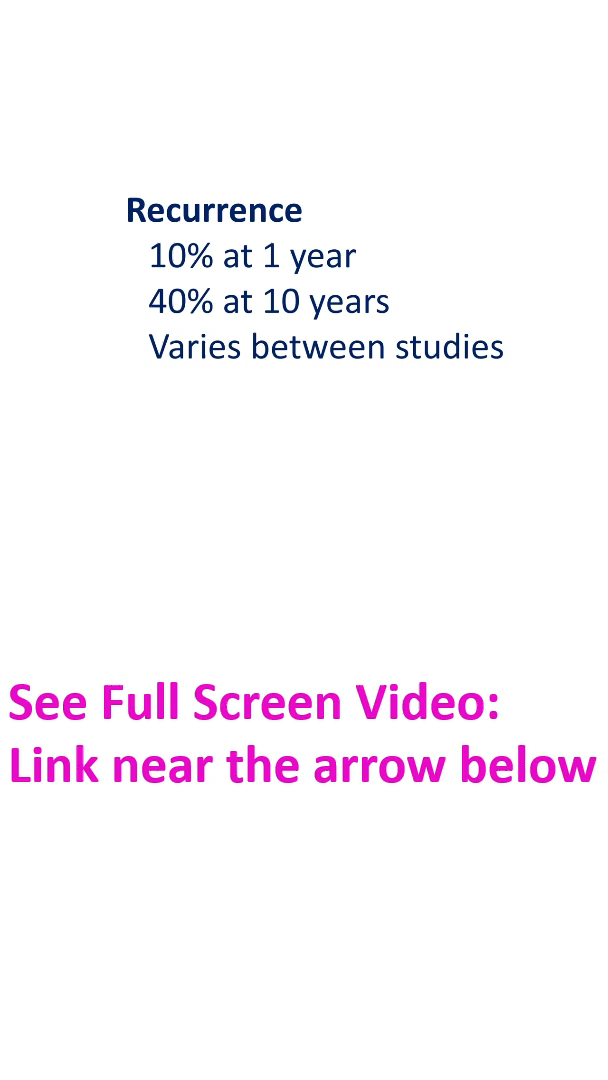 Recurrence
10% at 1 year
40% at 10 years
Varies between studies
See Full Screen Video:
Link near the arrow below